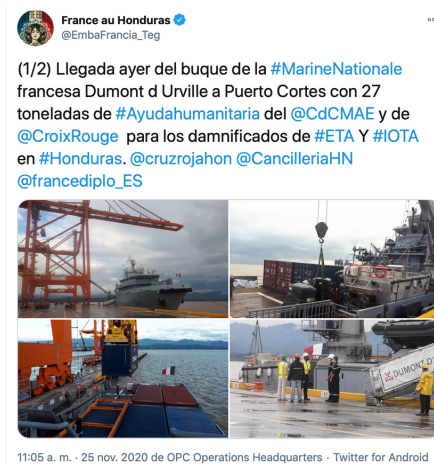 France au Honduras
@EmbaFrancia_Teg
(1/2) Llegada ayer del buque de la #MarineNationale
francesa Dumont d Urville a Puerto Cortes con 27
toneladas de #Ayudahumanitaria del @CdCMAE y de
@CroixRouge para los damnificados de #ETA Y #IOTA
en #Honduras. @cruzrojahon @CancilleriaHN
@francediplo_ES
DUMONT D'
11:05 a. m. · 25 nov. 2020 de OPC Operations Headquarters · Twitter for Android